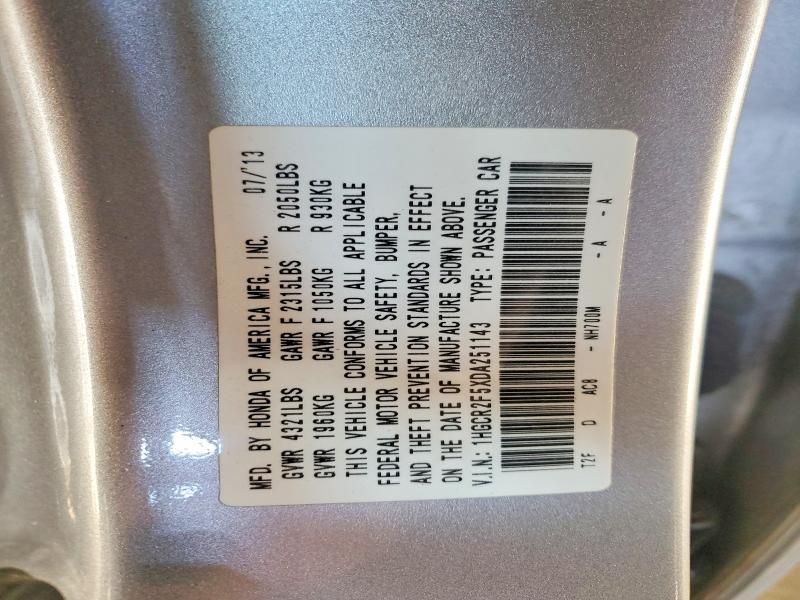 MFD. BY HONDA OF AMERICA MFG., INC. 07/13
GVWR 4321LBS GAWR F 2315LBS R 2050LBS
GVWR 1960KG GAWR F 1050KG R 930KG
THIS VEHICLE CONFORMS TO ALL APPLICABLE
FEDERAL MOTOR VEHICLE SAFETY, BUMPER,
AND THEFT PREVENTION STANDARDS IN EFFECT
ON THE DATE OF MANUFACTURE SHOWN ABOVE.
V.I.N.: 1HGCR2F5XDA251143 TYPE: PASSENGER CAR
T2F D AC8 - NH700M - A - A